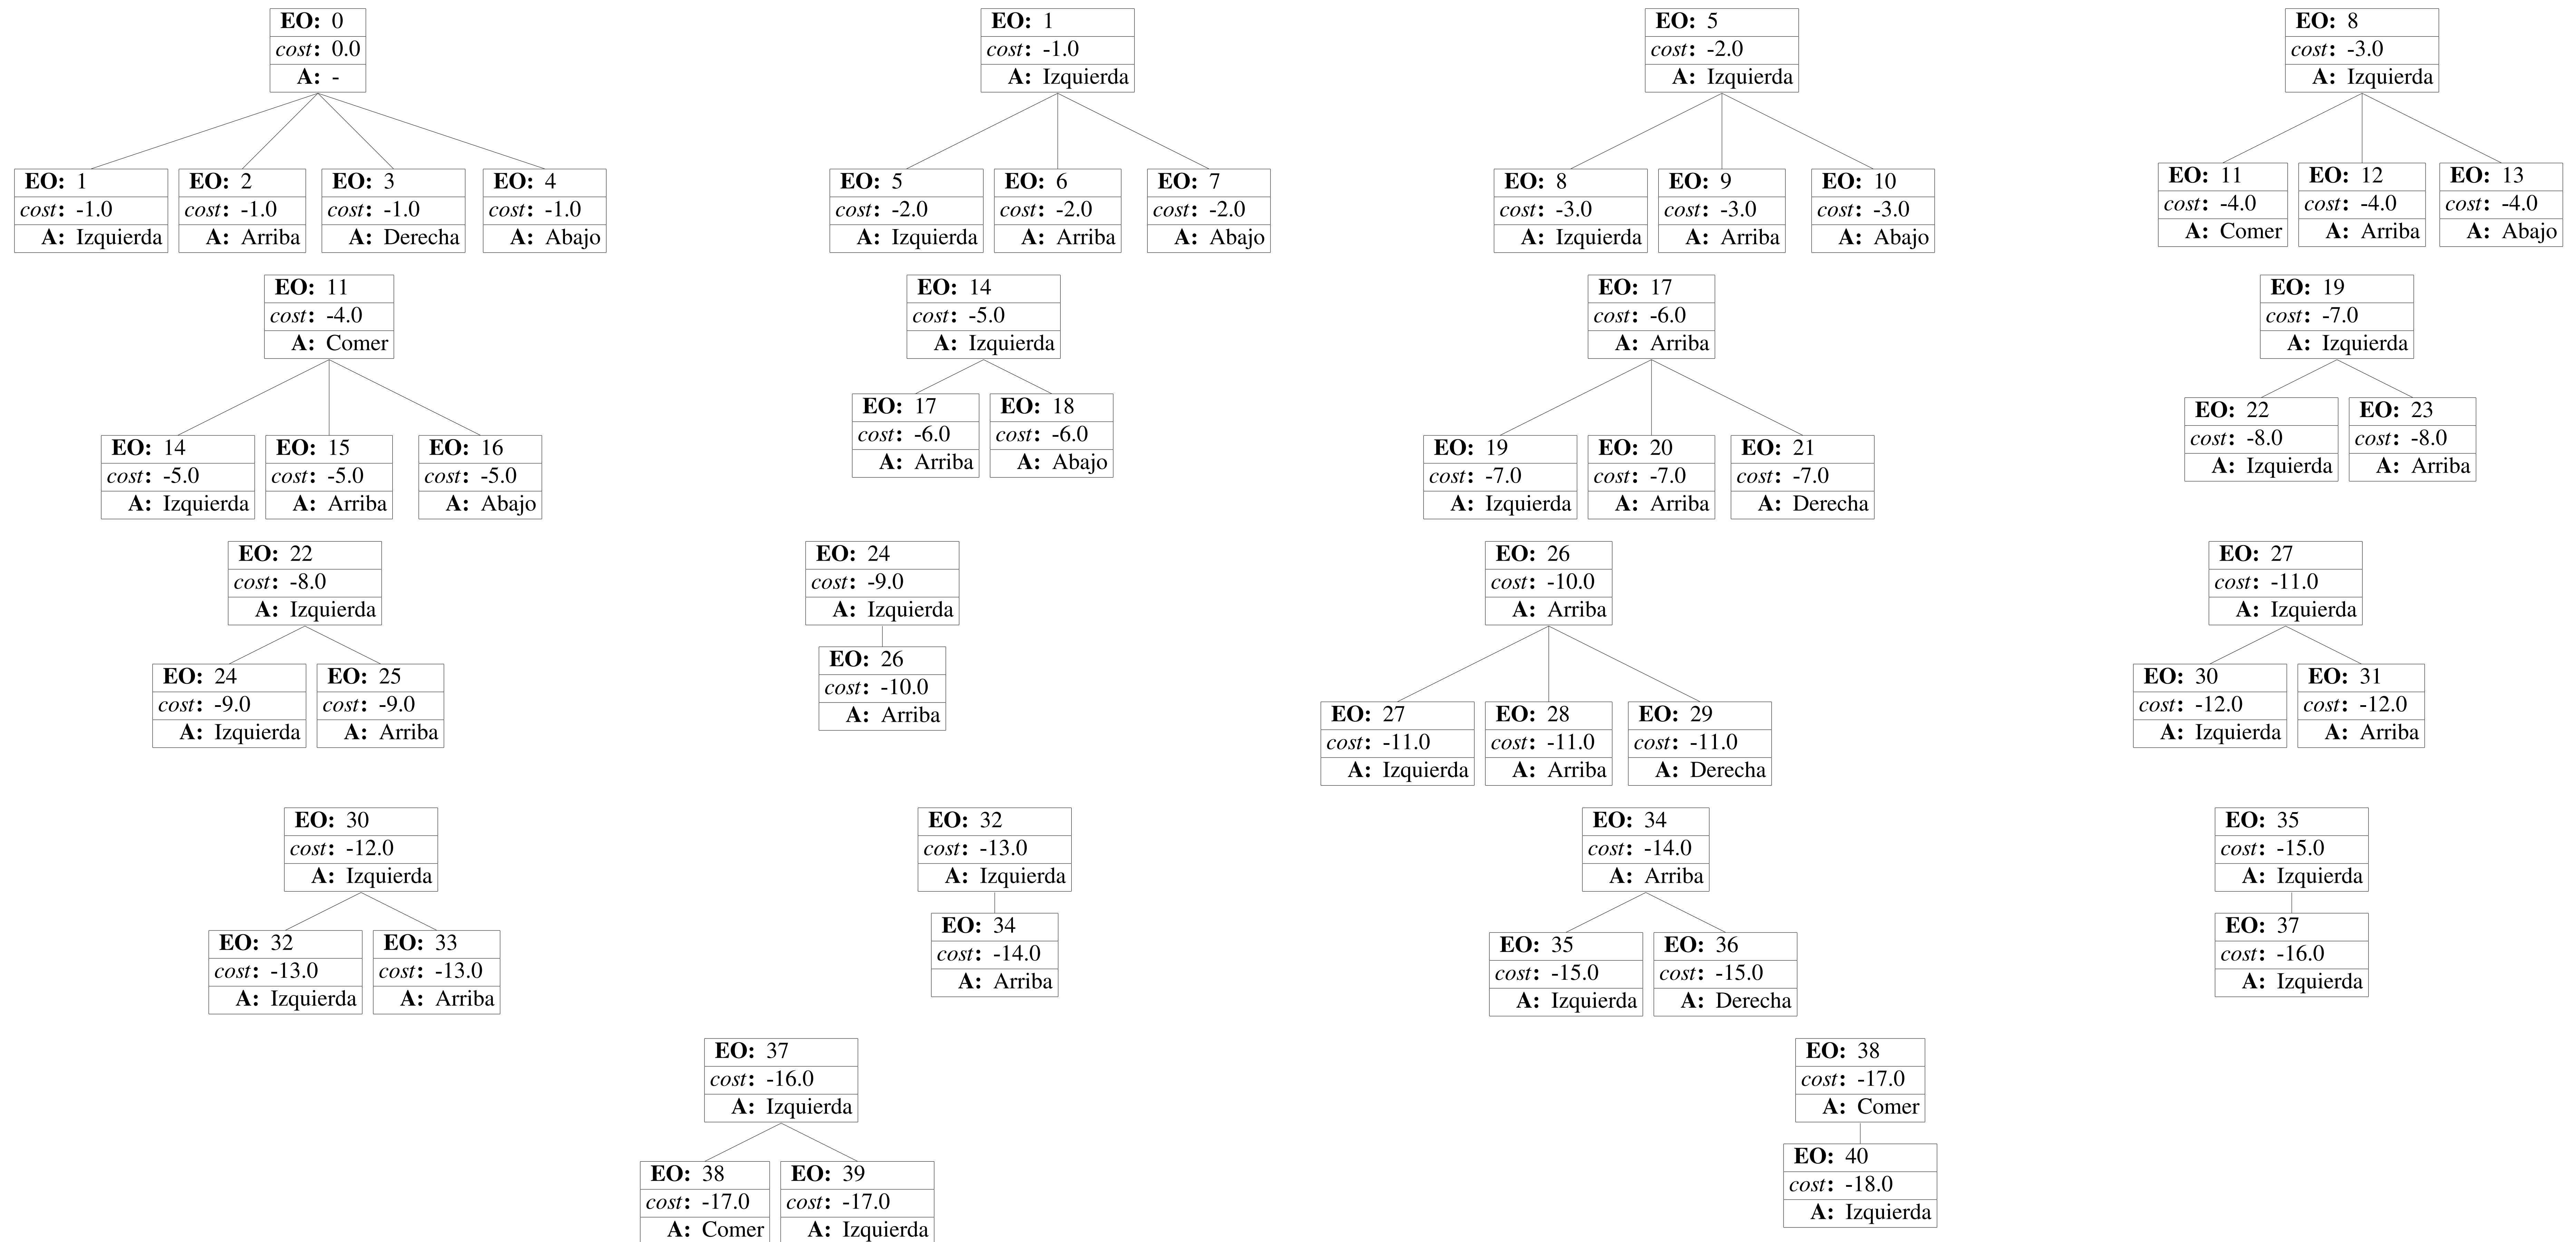 EO: 0
cost: 0.0
A: -
EO: 1
cost: -1.0
A: Izquierda
EO: 2
cost: -1.0
A: Arriba
EO: 3
cost: -1.0
A: Derecha
EO: 4
cost: -1.0
A: Abajo
EO: 1
cost: -1.0
A: Izquierda
EO: 5
cost: -2.0
A: Izquierda
EO: 6
cost: -2.0
A: Arriba
EO: 7
cost: -2.0
A: Abajo
EO: 5
cost: -2.0
A: Izquierda
EO: 8
cost: -3.0
A: Izquierda
EO: 9
cost: -3.0
A: Arriba
EO: 10
cost: -3.0
A: Abajo
EO: 8
cost: -3.0
A: Izquierda
EO: 11
cost: -4.0
A: Comer
EO: 12
cost: -4.0
A: Arriba
EO: 13
cost: -4.0
A: Abajo
EO: 11
cost: -4.0
A: Comer
EO: 14
cost: -5.0
A: Izquierda
EO: 15
cost: -5.0
A: Arriba
EO: 16
cost: -5.0
A: Abajo
EO: 14
cost: -5.0
A: Izquierda
EO: 17
cost: -6.0
A: Arriba
EO: 18
cost: -6.0
A: Abajo
EO: 17
cost: -6.0
A: Arriba
EO: 19
cost: -7.0
A: Izquierda
EO: 20
cost: -7.0
A: Arriba
EO: 21
cost: -7.0
A: Derecha
EO: 19
cost: -7.0
A: Izquierda
EO: 22
cost: -8.0
A: Izquierda
EO: 23
cost: -8.0
A: Arriba
EO: 22
cost: -8.0
A: Izquierda
EO: 24
cost: -9.0
A: Izquierda
EO: 25
cost: -9.0
A: Arriba
EO: 24
cost: -9.0
A: Izquierda
EO: 26
cost: -10.0
A: Arriba
EO: 26
cost: -10.0
A: Arriba
EO: 27
cost: -11.0
A: Izquierda
EO: 28
cost: -11.0
A: Arriba
EO: 29
cost: -11.0
A: Derecha
EO: 27
cost: -11.0
A: Izquierda
EO: 30
cost: -12.0
A: Izquierda
EO: 31
cost: -12.0
A: Arriba
EO: 30
cost: -12.0
A: Izquierda
EO: 32
cost: -13.0
A: Izquierda
EO: 33
cost: -13.0
A: Arriba
EO: 32
cost: -13.0
A: Izquierda
EO: 34
cost: -14.0
A: Arriba
EO: 34
cost: -14.0
A: Arriba
EO: 35
cost: -15.0
A: Izquierda
EO: 36
cost: -15.0
A: Derecha
EO: 35
cost: -15.0
A: Izquierda
EO: 37
cost: -16.0
A: Izquierda
EO: 37
cost: -16.0
A: Izquierda
EO: 38
cost: -17.0
A: Comer
EO: 39
cost: -17.0
A: Izquierda
EO: 38
cost: -17.0
A: Comer
EO: 40
cost: -18.0
A: Izquierda